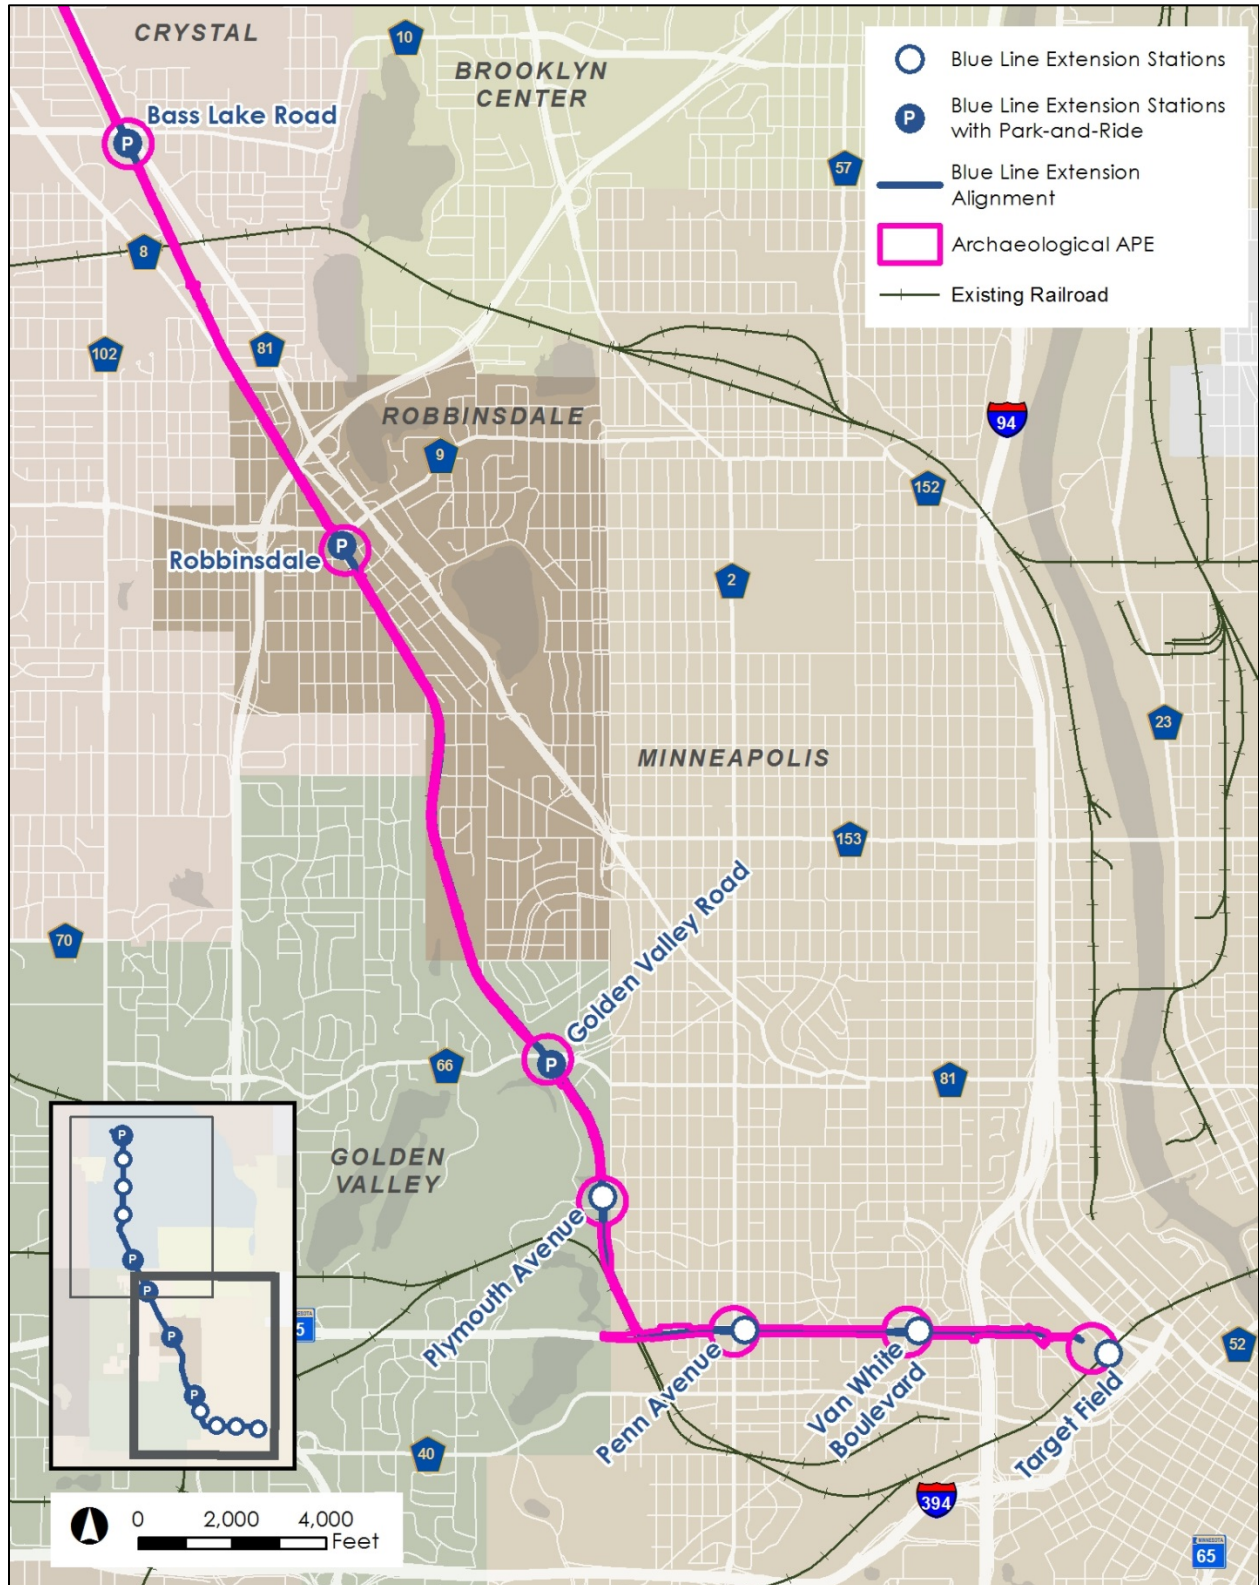 CRYSTAL
10
BROOKLYN
CENTER
Blue Line Extension Stations
P
Blue Line Extension Stations
with Park-and-Ride
Blue Line Extension
Alignment
Archaeological APE
Existing Railroad
Bass Lake Road
P
57
8
102
81
ROBBINSDALE
9
94
152
P
Robbinsdale
2
23
MINNEAPOLIS
153
Golden Valley Road
70
P
66
81
GOLDEN
VALLEY
Plymouth Avenue
Penn Avenue
Van White
Boulevard
Target Field
52
P
P
P
P
P
5
40
394
MINNESOTA
65
0 2,000 4,000
Feet